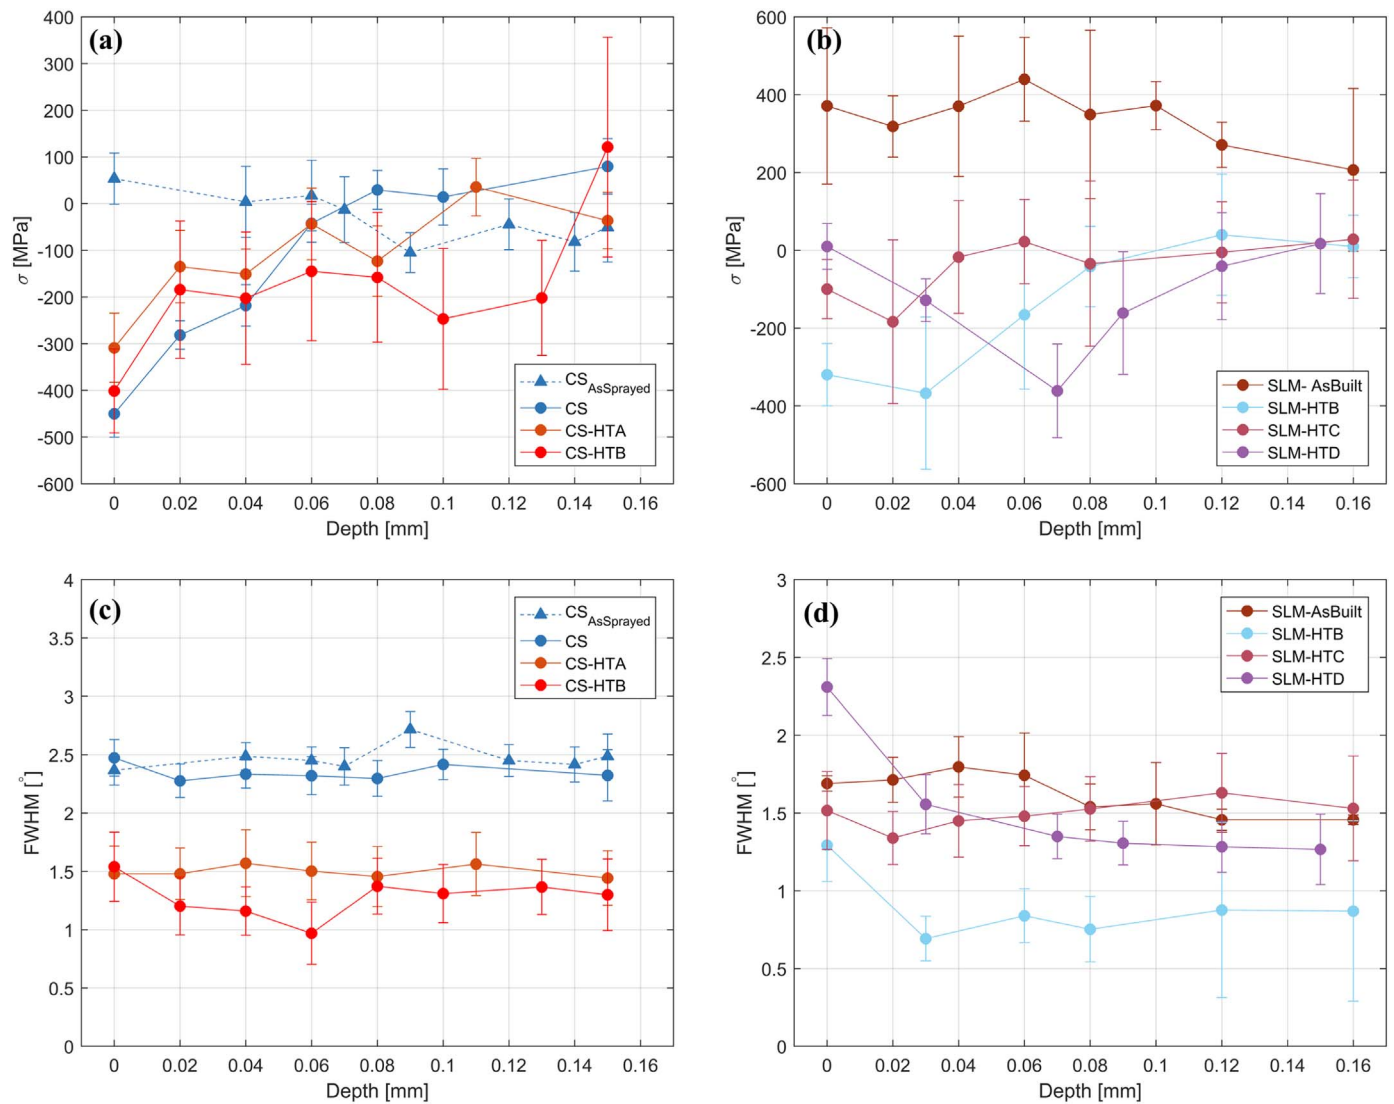 (a)
400
300
200
100
0
-100
-200
-300
-400
-500
-600
σ [MPa]
0 0.02 0.04 0.06 0.08 0.1 0.12 0.14 0.16
Depth [mm]
CS AsSprayed
CS
CS-HTA
CS-HTB
(b)
600
400
200
0
-200
-400
-600
σ [MPa]
0 0.02 0.04 0.06 0.08 0.1 0.12 0.14 0.16
Depth [mm]
SLM- AsBuilt
SLM-HTB
SLM-HTC
SLM-HTD
(c)
4
3.5
3
2.5
2
1.5
1
0.5
0
FWHM [°]
0 0.02 0.04 0.06 0.08 0.1 0.12 0.14 0.16
Depth [mm]
CS AsSprayed
CS
CS-HTA
CS-HTB
(d)
3
2.5
2
1.5
1
0.5
0
FWHM [°]
0 0.02 0.04 0.06 0.08 0.1 0.12 0.14 0.16
Depth [mm]
SLM-AsBuilt
SLM-HTB
SLM-HTC
SLM-HTD